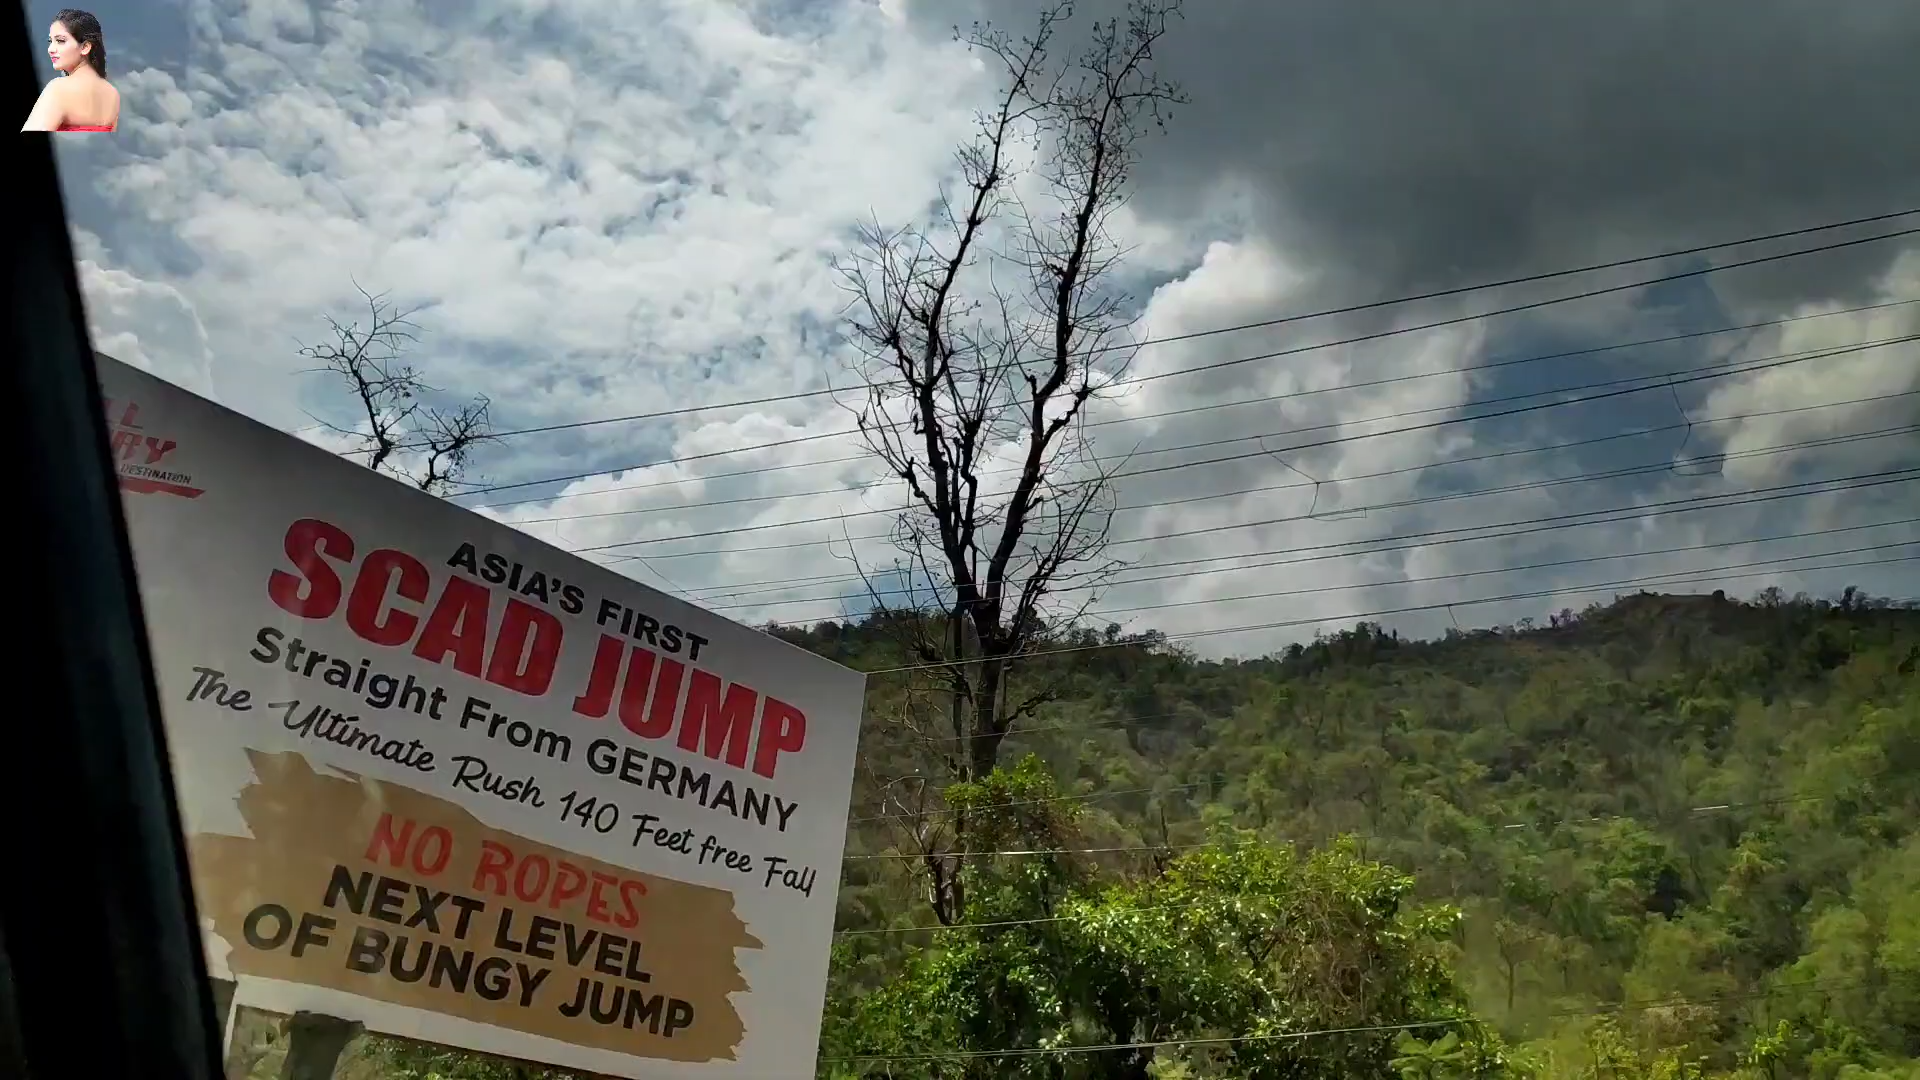 DESTINATION
ASIA'S FIRST
SCAD JUMP
Straight From GERMANY
The Ultimate Rush 140 Feet free Fall
NO ROPES
NEXT LEVEL
OF BUNGY JUMP